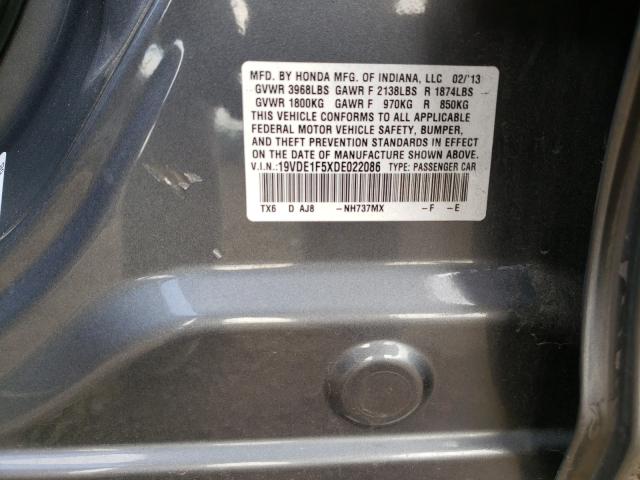 MFD. BY HONDA MFG. OF INDIANA, LLC 02/'13
GVWR 3968LBS GAWR F 2138LBS R 1874LBS
GVWR 1800KG GAWR F 970KG R 850KG
THIS VEHICLE CONFORMS TO ALL APPLICABLE
FEDERAL MOTOR VEHICLE SAFETY, BUMPER,
AND THEFT PREVENTION STANDARDS IN EFFECT
ON THE DATE OF MANUFACTURE SHOWN ABOVE.
V.I.N.:19VDE1F5XDE022086 TYPE: PASSENGER CAR
TX6 D AJ8 -NH737MX -F -E